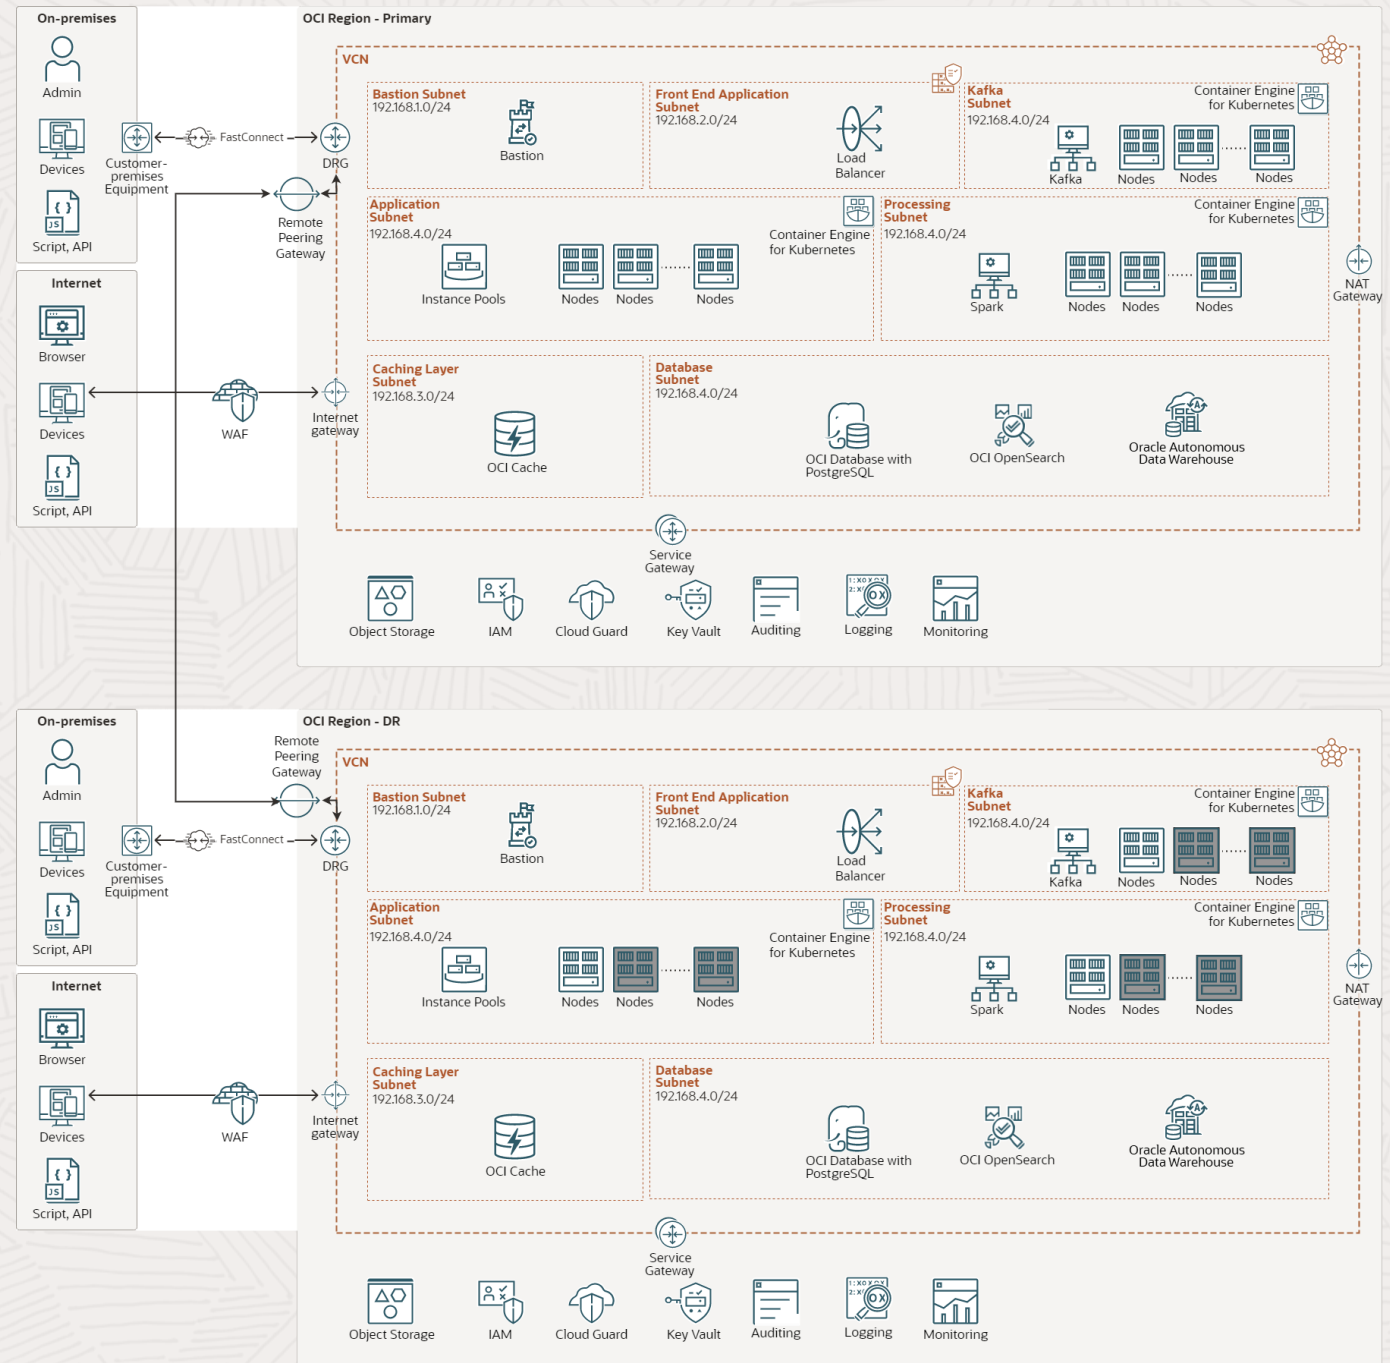 On-premises
Admin
Devices
Customer-
premises
Equipment
Script, API
FastConnect
Internet
Browser
Devices
WAF
Script, API
OCI Region - Primary
DRG
Remote
Peering
Gateway
Internet
gateway
VCN
Bastion Subnet
192.168.1.0/24
Bastion
Front End Application
Subnet
192.168.2.0/24
Load
Balancer
Kafka
Subnet
192.168.4.0/24
Container Engine
for Kubernetes
Kafka
Nodes
Nodes
Nodes
Application
Subnet
192.168.4.0/24
Container Engine
for Kubernetes
Instance Pools
Nodes
Nodes
Nodes
Processing
Subnet
192.168.4.0/24
Container Engine
for Kubernetes
Spark
Nodes
Nodes
Nodes
NAT
Gateway
Caching Layer
Subnet
192.168.3.0/24
OCI Cache
Database
Subnet
192.168.4.0/24
OCI Database with
PostgreSQL
OCI OpenSearch
Oracle Autonomous
Data Warehouse
Service
Gateway
Object Storage
IAM
Cloud Guard
Key Vault
Auditing
Logging
Monitoring
On-premises
Admin
Devices
Customer-
premises
Equipment
Script, API
FastConnect
Internet
Browser
Devices
WAF
Script, API
OCI Region - DR
Remote
Peering
Gateway
DRG
Internet
gateway
VCN
Bastion Subnet
192.168.1.0/24
Bastion
Front End Application
Subnet
192.168.2.0/24
Load
Balancer
Kafka
Subnet
192.168.4.0/24
Container Engine
for Kubernetes
Kafka
Nodes
Nodes
Nodes
Application
Subnet
192.168.4.0/24
Container Engine
for Kubernetes
Instance Pools
Nodes
Nodes
Nodes
Processing
Subnet
192.168.4.0/24
Container Engine
for Kubernetes
Spark
Nodes
Nodes
Nodes
NAT
Gateway
Caching Layer
Subnet
192.168.3.0/24
OCI Cache
Database
Subnet
192.168.4.0/24
OCI Database with
PostgreSQL
OCI OpenSearch
Oracle Autonomous
Data Warehouse
Service
Gateway
Object Storage
IAM
Cloud Guard
Key Vault
Auditing
Logging
Monitoring